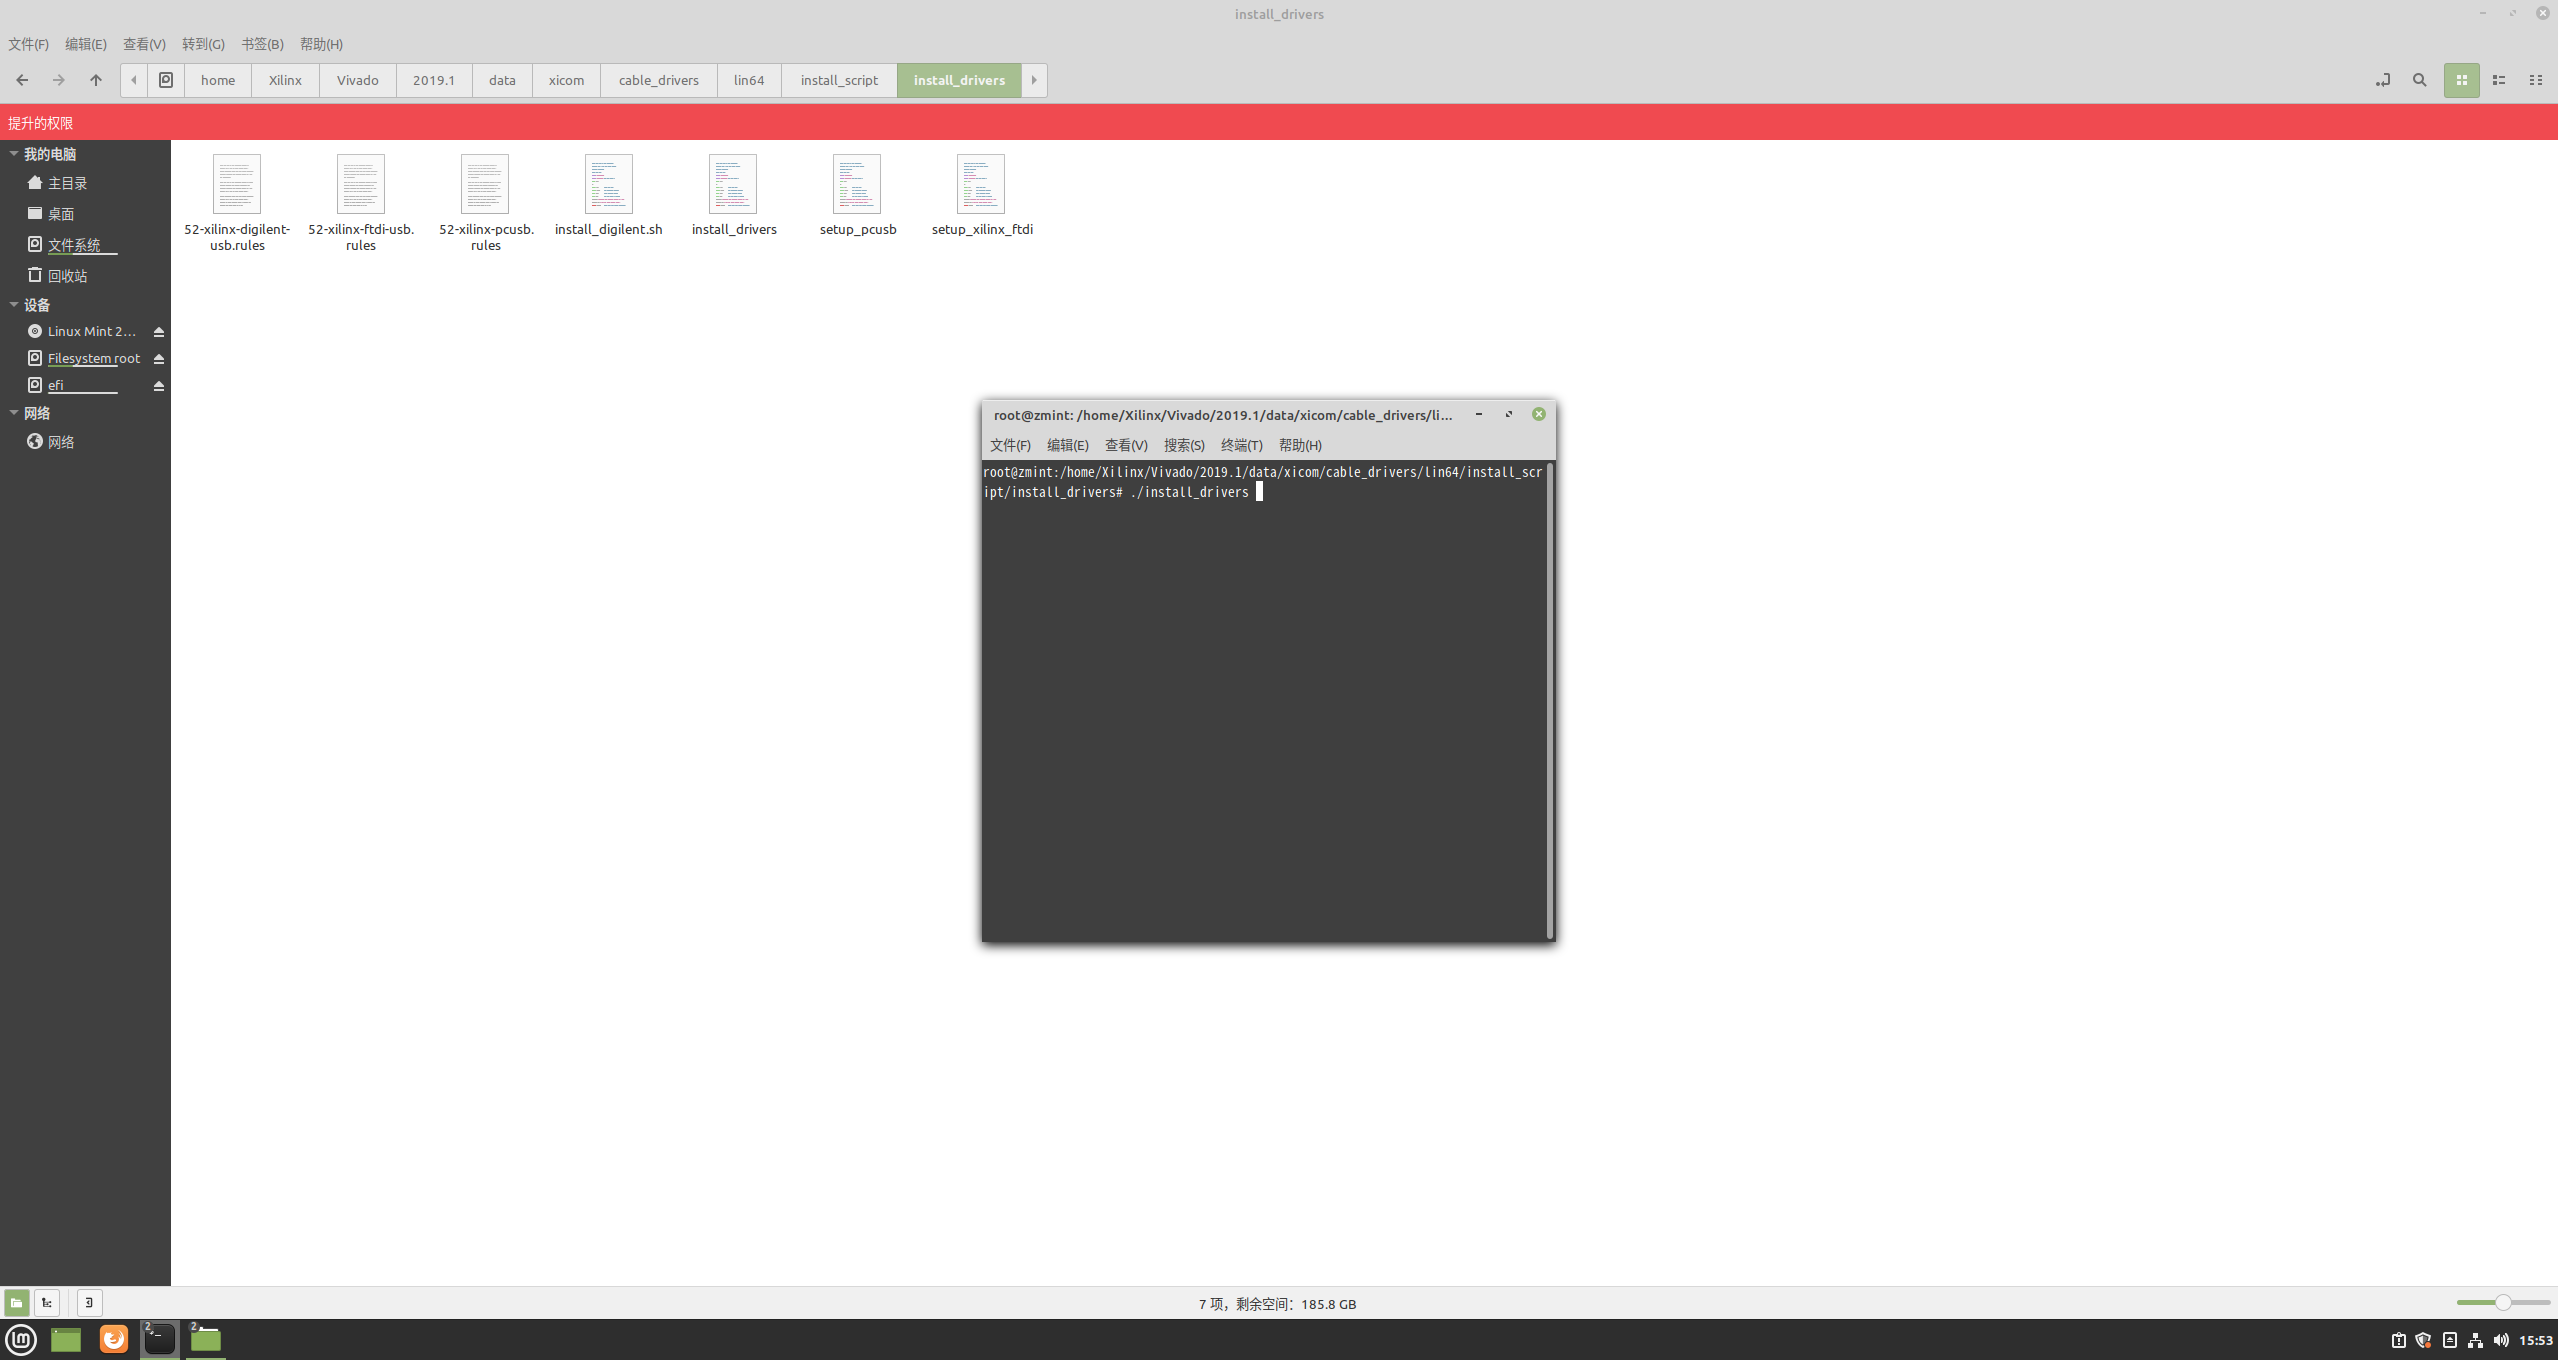 install_drivers
文件(F) 编辑(E) 查看(V) 转到(G) 书签(B) 帮助(H)
home Xilinx Vivado 2019.1 data xicom cable_drivers lin64 install_script install_drivers
提升的权限
我的电脑
主目录
桌面
文件系统
回收站
设备
Linux Mint 2...
Filesystem root
efi
网络
网络
52-xilinx-digilent-
usb.rules
52-xilinx-ftdi-usb.
rules
52-xilinx-pcusb.
rules
install_digilent.sh
install_drivers
setup_pcusb
setup_xilinx_ftdi
root@zmint: /home/Xilinx/Vivado/2019.1/data/xicom/cable_drivers/li...
文件(F) 编辑(E) 查看(V) 搜索(S) 终端(T) 帮助(H)
root@zmint:/home/Xilinx/Vivado/2019.1/data/xicom/cable_drivers/lin64/install_scr
ipt/install_drivers# ./install_drivers
7 项，剩余空间：185.8 GB
2
2
15:53